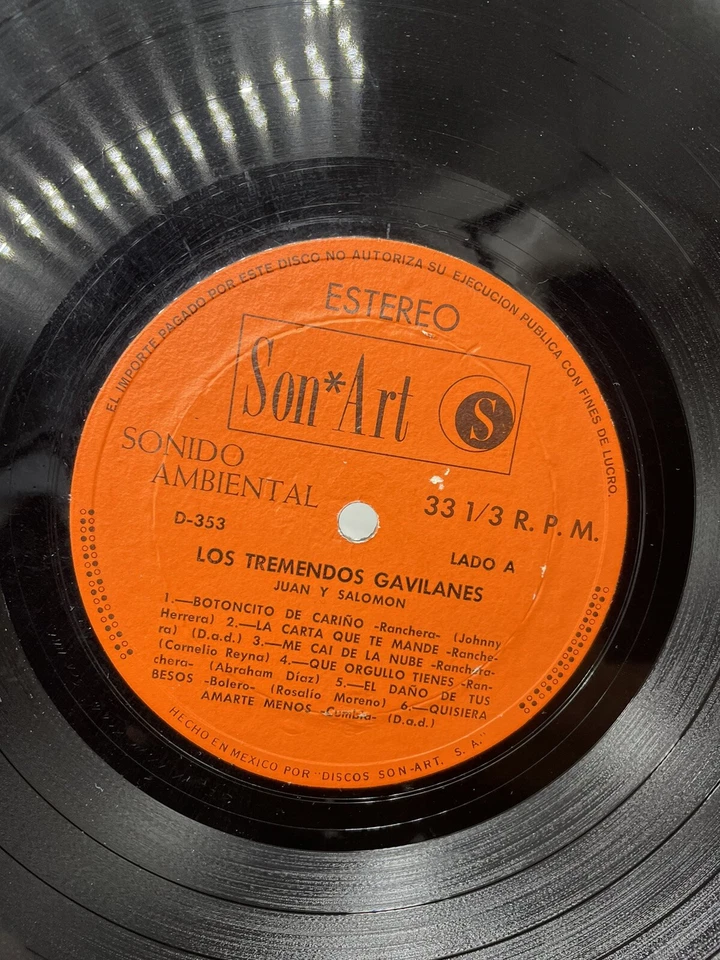 EL IMPORTE PAGADO POR ESTE DISCO NO AUTORIZA SU EJECUCION PUBLICA CON FINES DE LUCRO.
ESTEREO
Son*Art S
SONIDO
AMBIENTAL
33 1/3 R. P. M.
D-353
LADO A
LOS TREMENDOS GAVILANES
JUAN Y SALOMON
1.—BOTONCITO DE CARIÑO -Ranchera- (Johnny
Herrera) 2.—LA CARTA QUE TE MANDE -Ranche-
ra) (D.a.d.) 3.—ME CAI DE LA NUBE -Ranchera-
(Cornelio Reyna) 4.—QUE ORGULLO TIENES -Ran-
chera- (Abraham Díaz) 5.—EL DAÑO DE TUS
BESOS -Bolero- (Rosalío Moreno) 6.—QUISIERA
AMARTE MENOS -Cumbia- (D.a.d.)
HECHO EN MEXICO POR "DISCOS SON-ART. S. A."